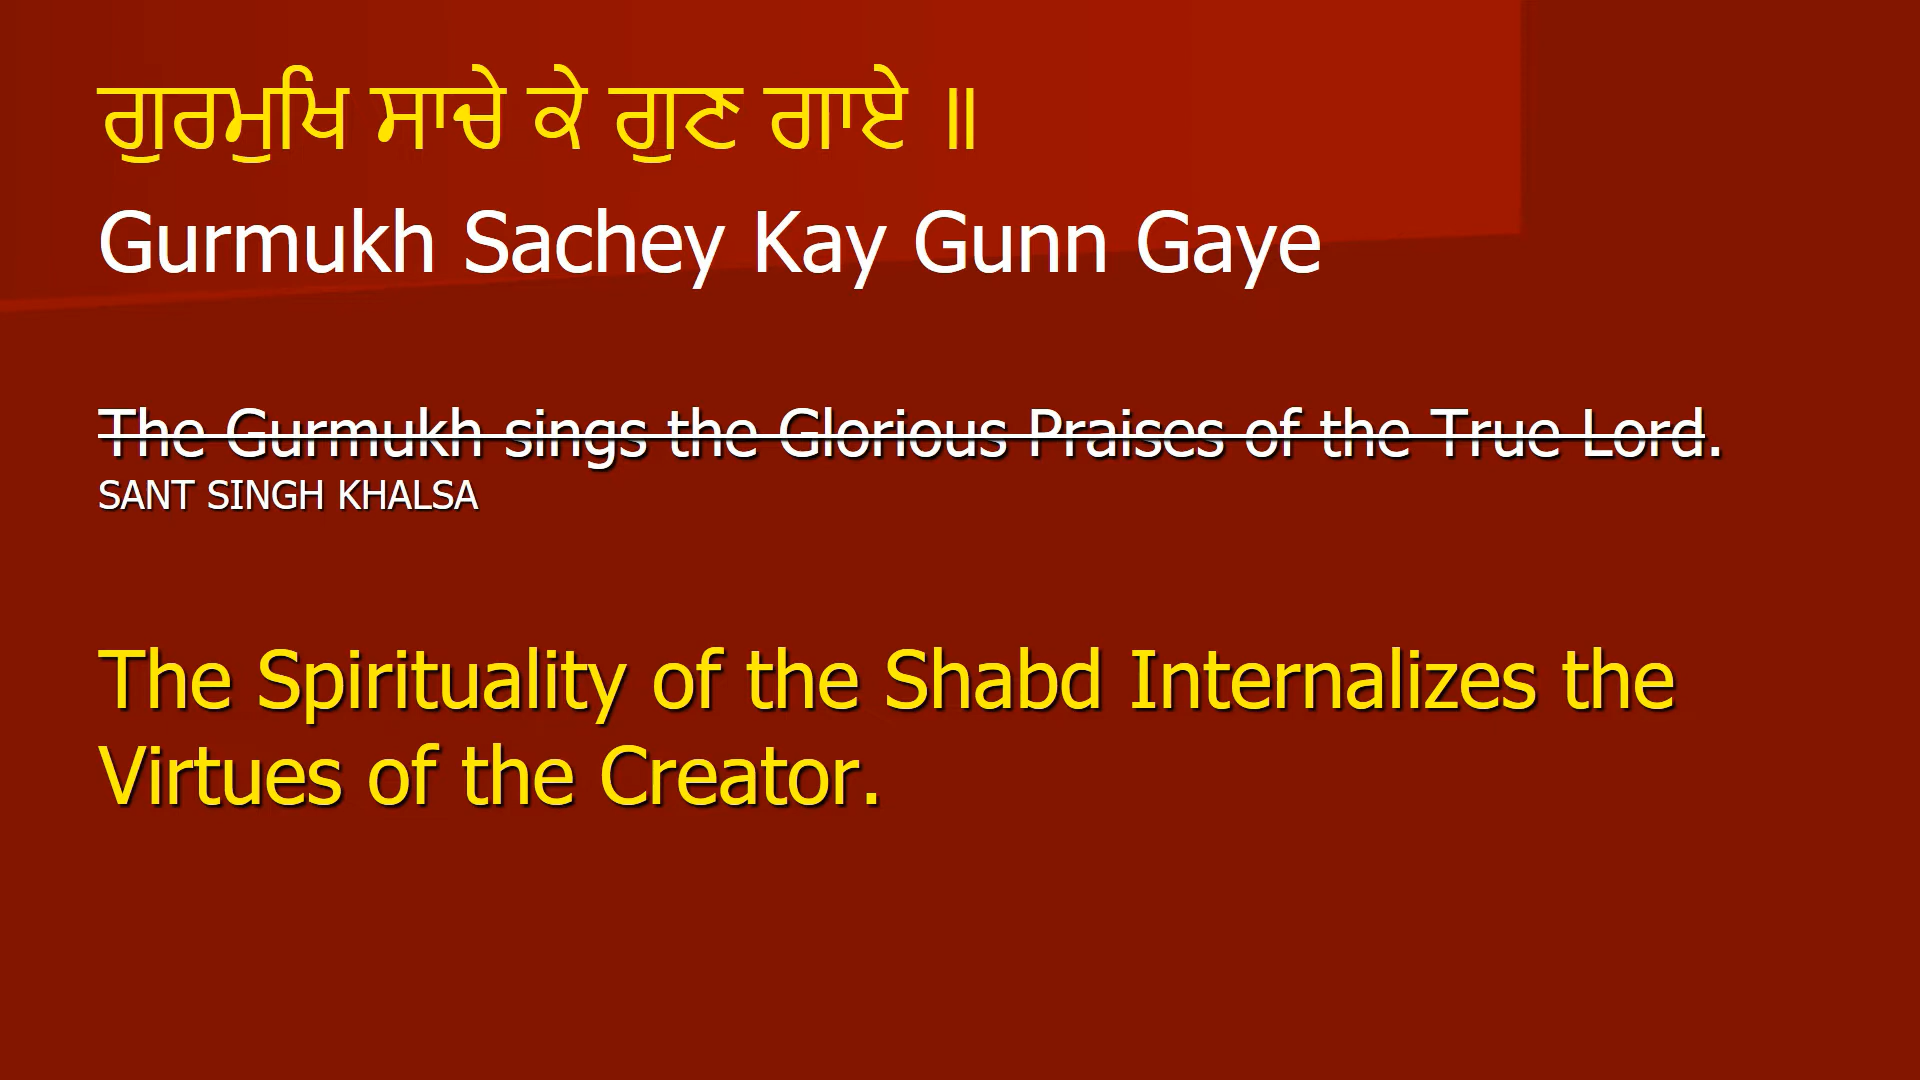 ਗੁਰਮੁਖਿ ਸਾਚੇ ਕੇ ਗੁਣ ਗਾਏ ॥
Gurmukh Sachey Kay Gunn Gaye
The Gurmukh sings the Glorious Praises of the True Lord.
SANT SINGH KHALSA
The Spirituality of the Shabd Internalizes the
Virtues of the Creator.